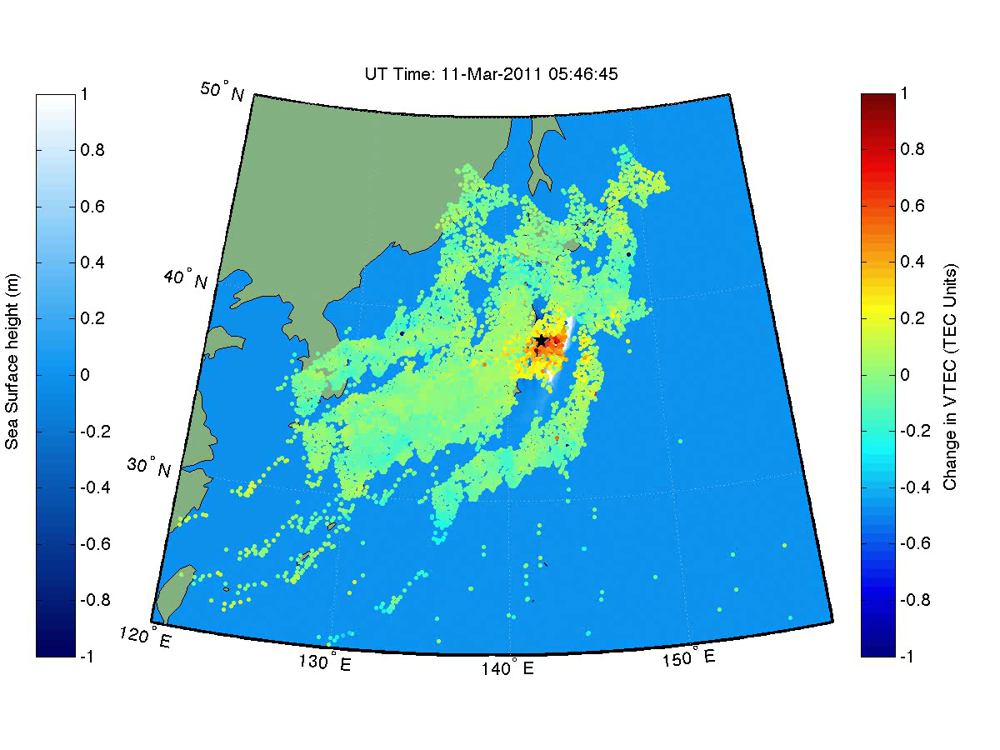 UT Time: 11-Mar-2011 05:46:45
50° N
40° N
30° N
120° E
130° E
140° E
150° E
Sea Surface height (m)
1
0.8
0.6
0.4
0.2
0
-0.2
-0.4
-0.6
-0.8
-1
Change in VTEC (TEC Units)
1
0.8
0.6
0.4
0.2
0
-0.2
-0.4
-0.6
-0.8
-1